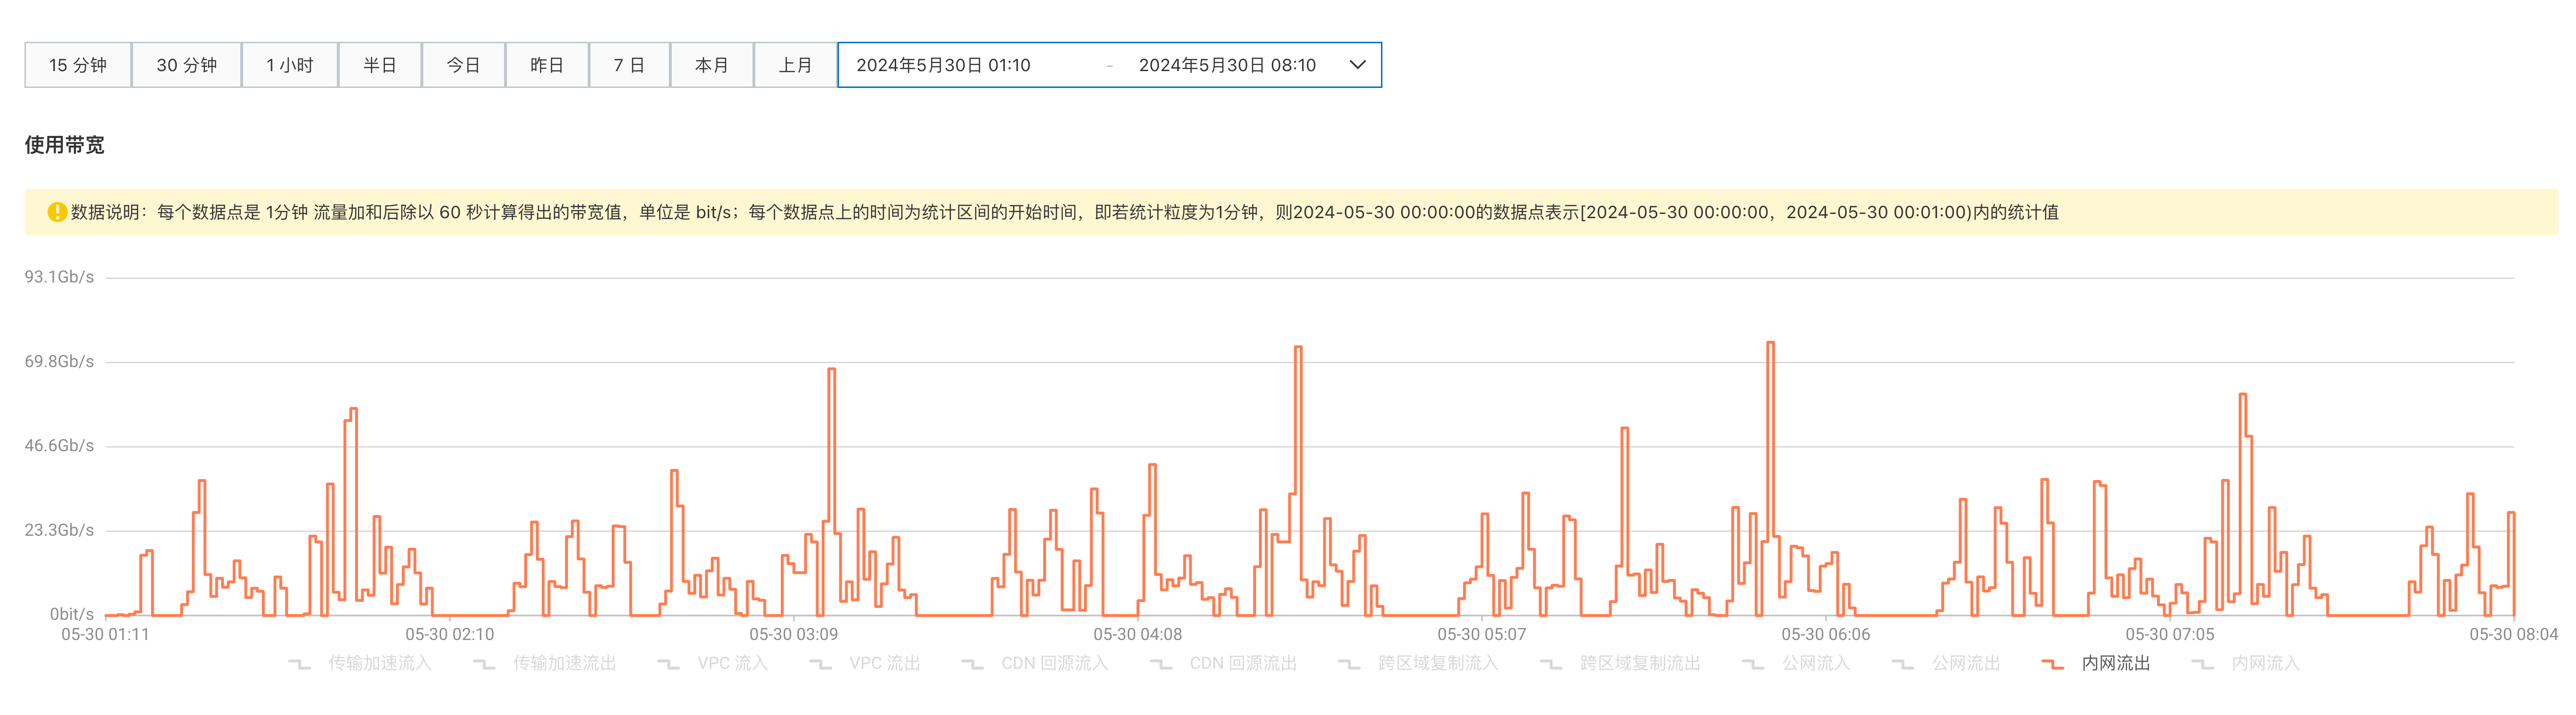 15 分钟 30 分钟 1 小时 半日 今日 昨日 7 日 本月 上月 2024年5月30日 01:10 - 2024年5月30日 08:10
使用带宽
数据说明：每个数据点是 1分钟 流量加和后除以 60 秒计算得出的带宽值，单位是 bit/s；每个数据点上的时间为统计区间的开始时间，即若统计粒度为1分钟，则2024-05-30 00:00:00的数据点表示[2024-05-30 00:00:00，2024-05-30 00:01:00)内的统计值
93.1Gb/s
69.8Gb/s
46.6Gb/s
23.3Gb/s
0bit/s
05-30 01:11 05-30 02:10 05-30 03:09 05-30 04:08 05-30 05:07 05-30 06:06 05-30 07:05 05-30 08:04
传输加速流入 传输加速流出 VPC 流入 VPC 流出 CDN 回源流入 CDN 回源流出 跨区域复制流入 跨区域复制流出 公网流入 公网流出 内网流出 内网流入